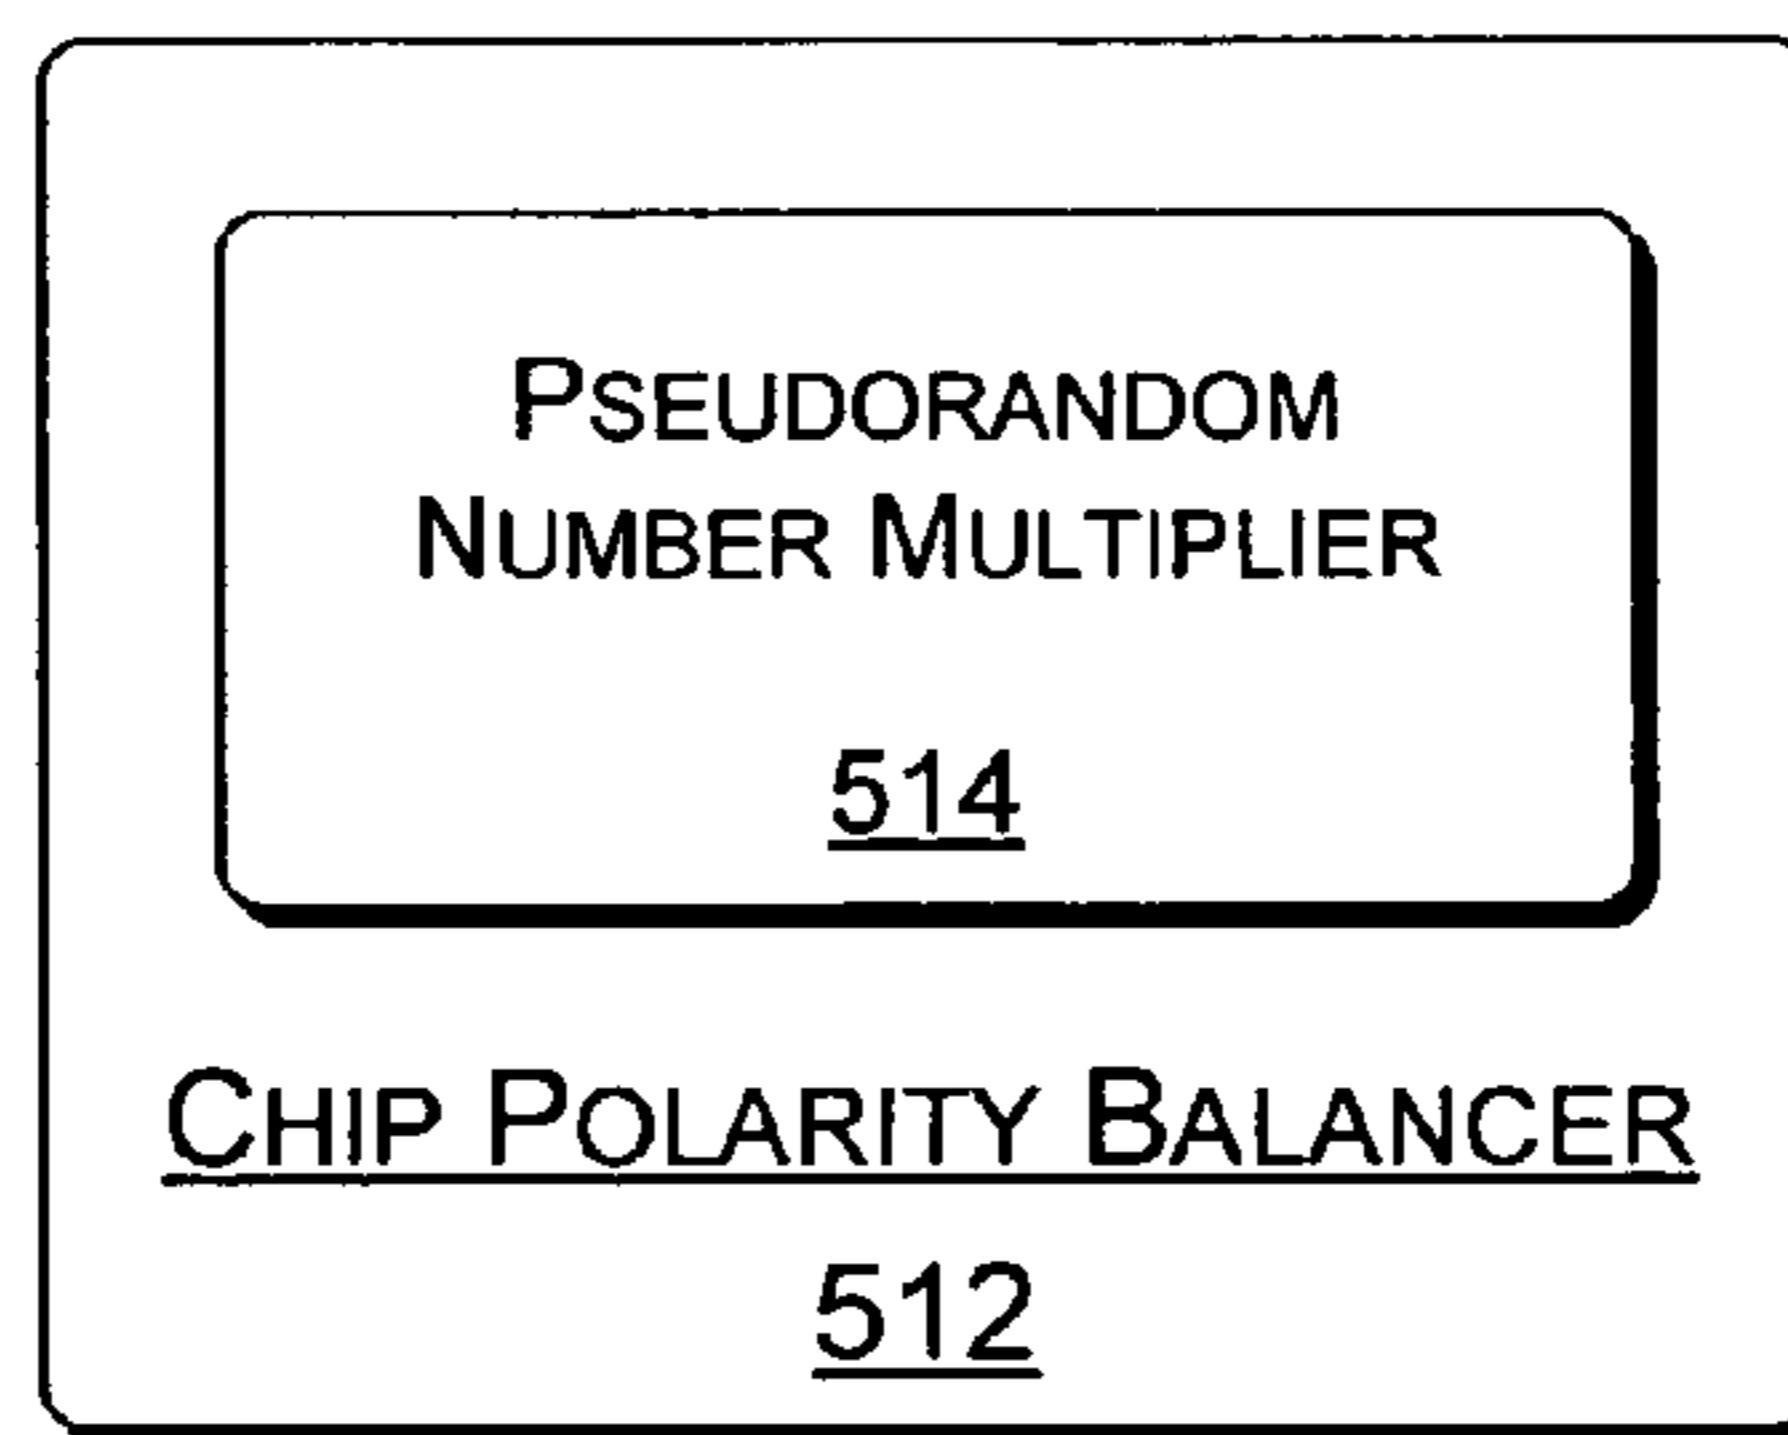 PSEUDORANDOM
NUMBER MULTIPLIER
514
CHIP POLARITY BALANCER
512